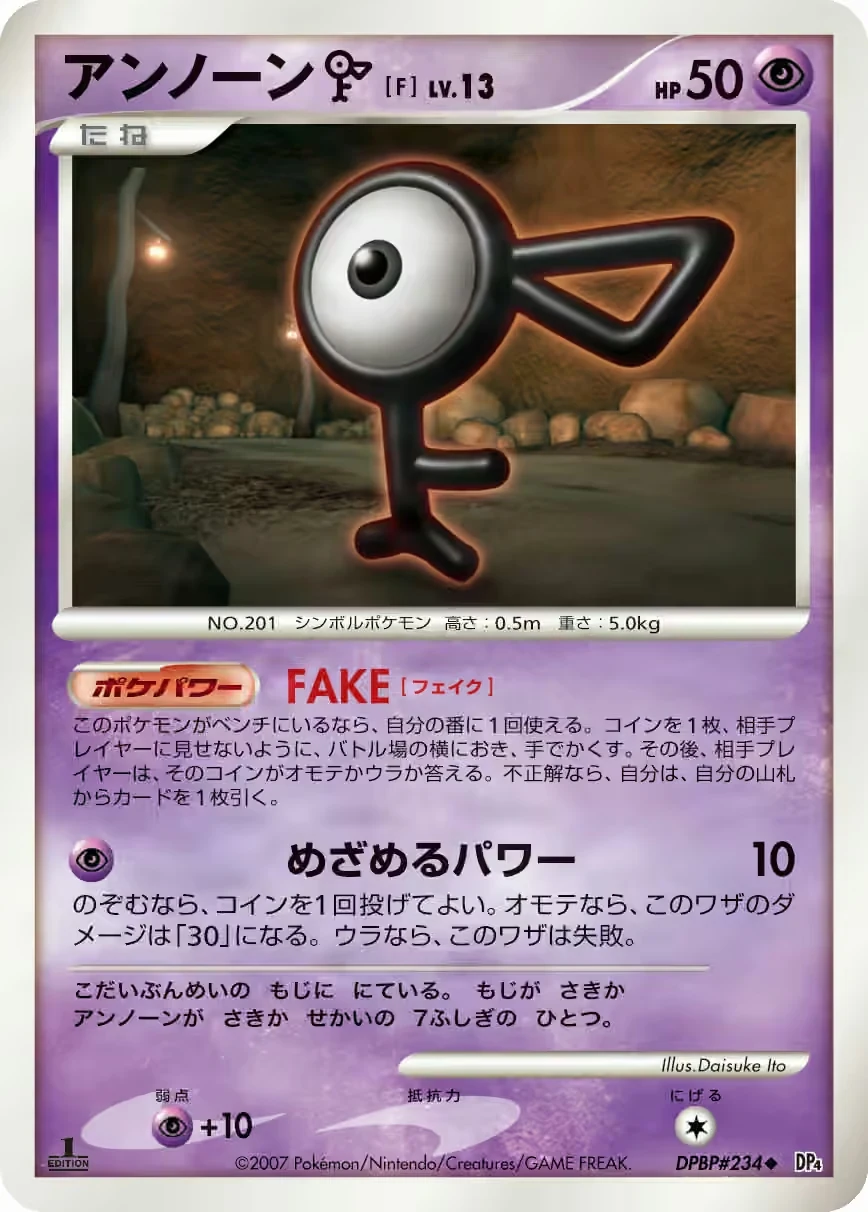 アンノーン [F] LV.13 HP50
たね
NO.201 シンボルポケモン 高さ:0.5m 重さ:5.0kg
ポケパワー FAKE [フェイク]
このポケモンがベンチにいるなら、自分の番に1回使える。コインを1枚、相手プ
レイヤーに見せないように、バトル場の横におき、手でかくす。その後、相手プレ
イヤーは、そのコインがオモテかウラか答える。不正解なら、自分は、自分の山札
からカードを1枚引く。
めざめるパワー 10
のぞむなら、コインを1回投げてよい。オモテなら、このワザのダ
メージは「30」になる。ウラなら、このワザは失敗。
こだいぶんめいの もじに にている。 もじが さきか
アンノーンが さきか せかいの 7ふしぎの ひとつ。
Illus.Daisuke Ito
弱点 抵抗力 にげる
+10
1 EDITION ©2007 Pokémon/Nintendo/Creatures/GAME FREAK. DPBP#234◆ DP4